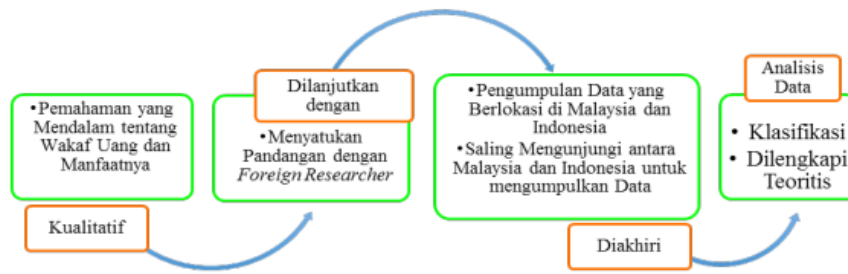 •Pemahaman yang
Mendalam tentang
Wakaf Uang dan
Manfaatnya
Kualitatif
Dilanjutkan
dengan
•Menyatukan
Pandangan dengan
Foreign Researcher
•Pengumpulan Data yang
Berlokasi di Malaysia dan
Indonesia
•Saling Mengunjungi antara
Malaysia dan Indonesia untuk
mengumpulkan Data
Diakhiri
Analisis
Data
• Klasifikasi
• Dilengkapi
Teoritis